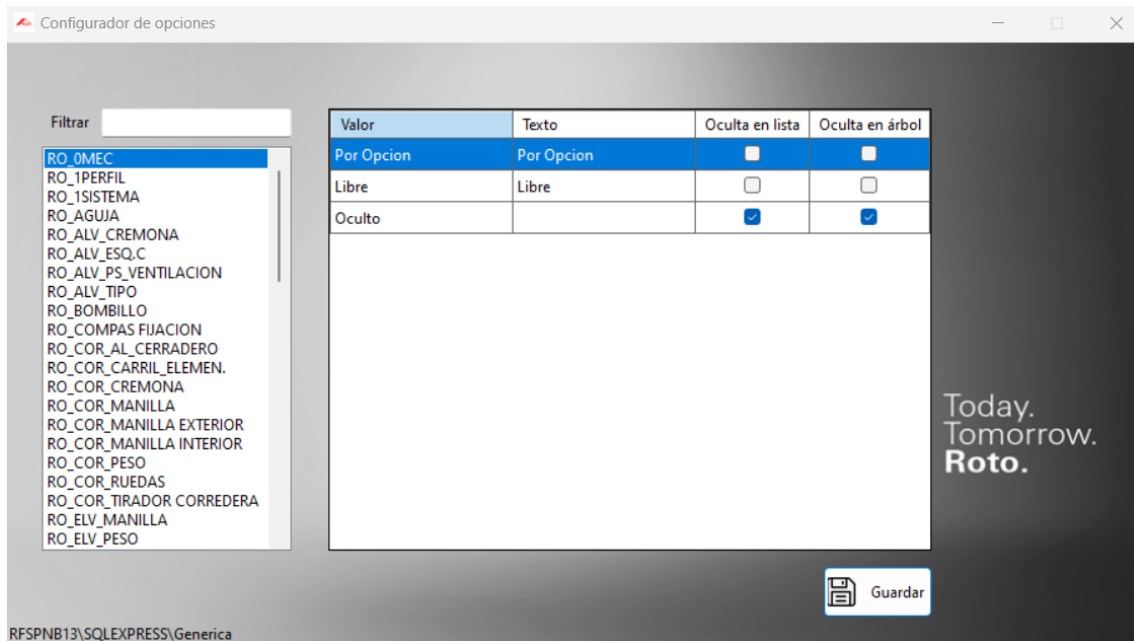 Configurador de opciones
Filtrar
RO_0MEC
RO_1PERFIL
RO_1SISTEMA
RO_AGUJA
RO_ALV_CREMONA
RO_ALV_ESQ.C
RO_ALV_PS_VENTILACION
RO_ALV_TIPO
RO_BOMBILLO
RO_COMPAS FIJACION
RO_COR_AL_CERRADERO
RO_COR_CARRIL_ELEMEN.
RO_COR_CREMONA
RO_COR_MANILLA
RO_COR_MANILLA EXTERIOR
RO_COR_MANILLA INTERIOR
RO_COR_PESO
RO_COR_RUEDAS
RO_COR_TIRADOR CORREDERA
RO_ELV_MANILLA
RO_ELV_PESO
Valor Texto Oculta en lista Oculta en árbol
Por Opcion Por Opcion
Libre Libre
Oculto
Today.
Tomorrow.
Roto.
Guardar
RFSPNB13\SQLEXPRESS\Generica